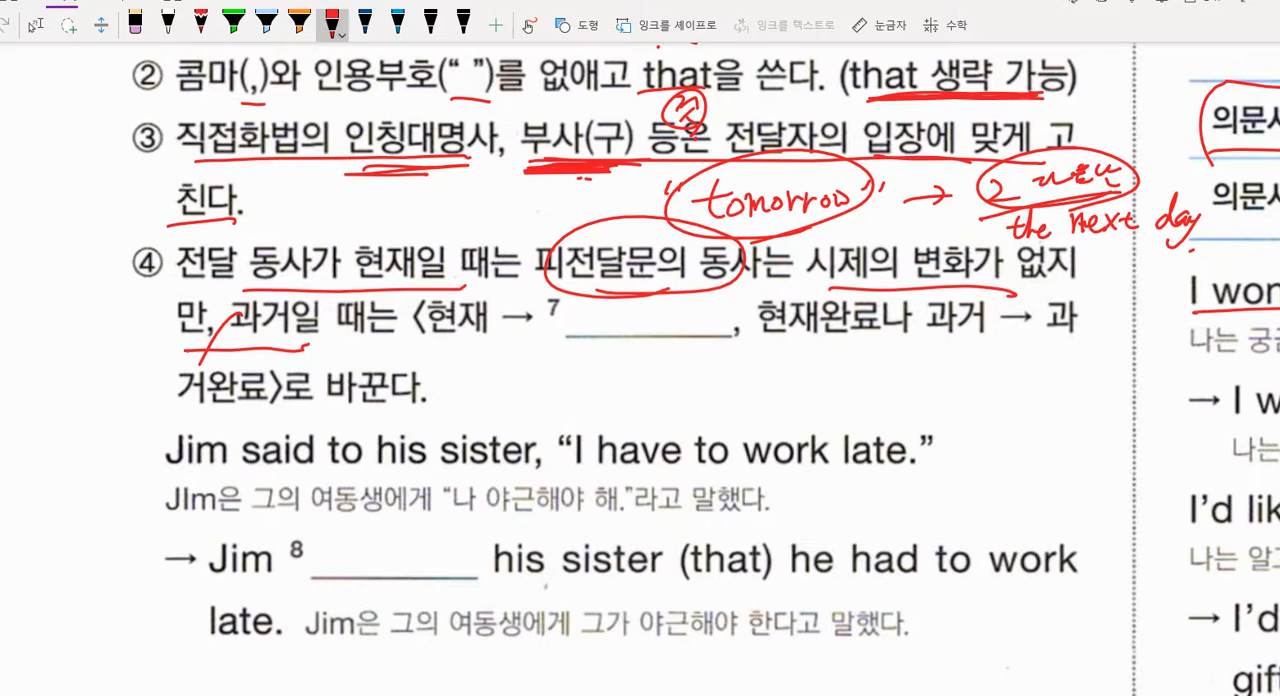 도형 잉크를 셰이프로 잉크를 텍스트로 눈금자 수학
② 콤마(,)와 인용부호(“ ”)를 없애고 that을 쓴다. (that 생략 가능)
③ 직접화법의 인칭대명사, 부사(구) 등은 전달자의 입장에 맞게 고
친다.
"tomorrow" → 그 다음날
the next day
④ 전달 동사가 현재일 때는 피전달문의 동사는 시제의 변화가 없지
만, 과거일 때는 〈현재 → 7 ________, 현재완료나 과거 → 과
거완료〉로 바꾼다.
Jim said to his sister, “I have to work late.”
JIm은 그의 여동생에게 “나 야근해야 해.”라고 말했다.
→ Jim 8 ________ his sister (that) he had to work
late. Jim은 그의 여동생에게 그가 야근해야 한다고 말했다.
의문사
의문사
I won
나는 궁금
→ I w
나는
I'd lik
나는 알고
→ I'd
gift